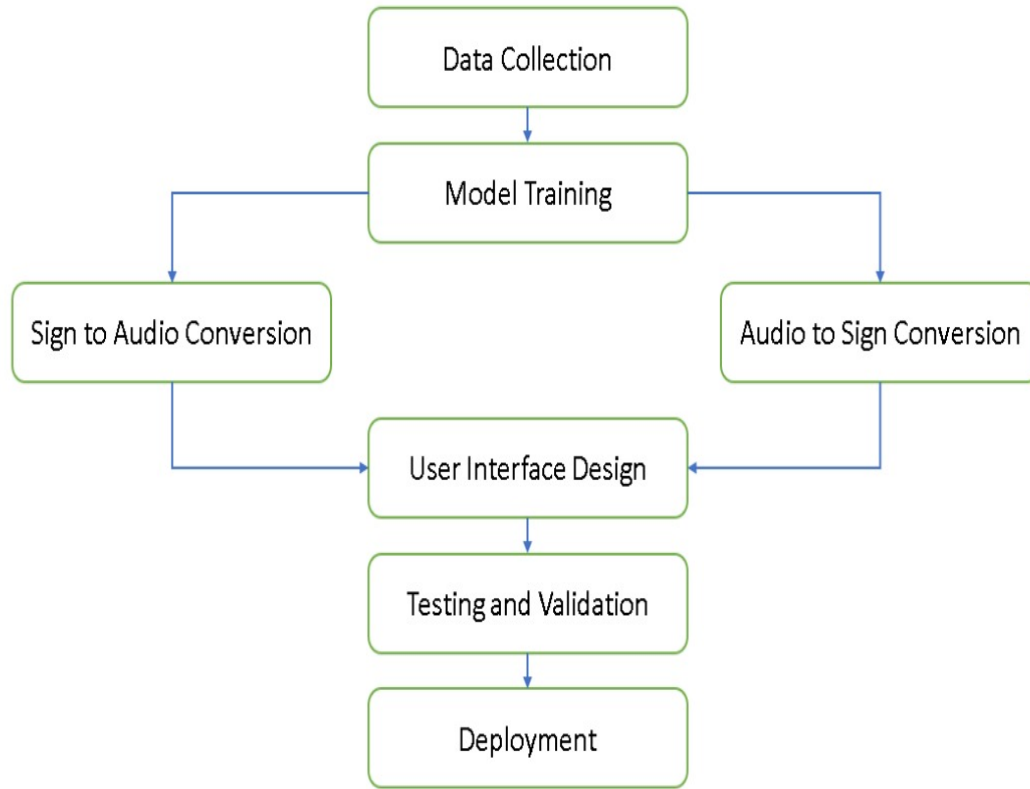 Data Collection
Model Training
Sign to Audio Conversion
Audio to Sign Conversion
User Interface Design
Testing and Validation
Deployment